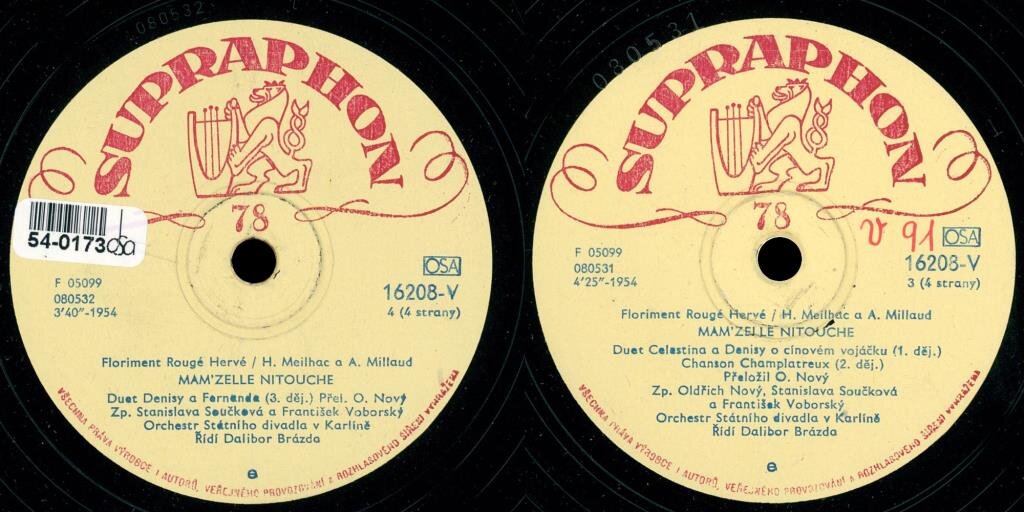 080532
SUPRAPHON
78
54-0173
OSA
F 05099
080532
3'40"-1954
16208-V
4 (4 strany)
Floriment Rougé Hervé / H. Meilhac a A. Millaud
MAM'ZELLE NITOUCHE
Duet Denisy a Fernanda (3. děj.) Přel. O. Nový
Zp. Stanislava Součková a František Voborský
Orchestr Státního divadla v Karlíně
Řídí Dalibor Brázda
e
VŠECHNA PRÁVA VÝROBCE I AUTORŮ, VEŘEJNÉHO PROVOZOVÁNÍ A ROZHLASOVÉHO ŠÍŘENÍ VYHRAŽENA
080531
SUPRAPHON
78
V 91
OSA
F 05099
080531
4'25"-1954
16208-V
3 (4 strany)
Floriment Rougé Hervé / H. Meilhac a A. Millaud
MAM'ZELLE NITOUCHE
Duet Celestina a Denisy o cínovém vojáčku (1. děj.)
Chanson Champlatreux (2. děj.)
Přeložil O. Nový
Zp. Oldřich Nový, Stanislava Součková
a František Voborský
Orchestr Státního divadla v Karlíně
Řídí Dalibor Brázda
e
VŠECHNA PRÁVA VÝROBCE I AUTORŮ, VEŘEJNÉHO PROVOZOVÁNÍ A ROZHLASOVÉHO ŠÍŘENÍ VYHRAŽENA